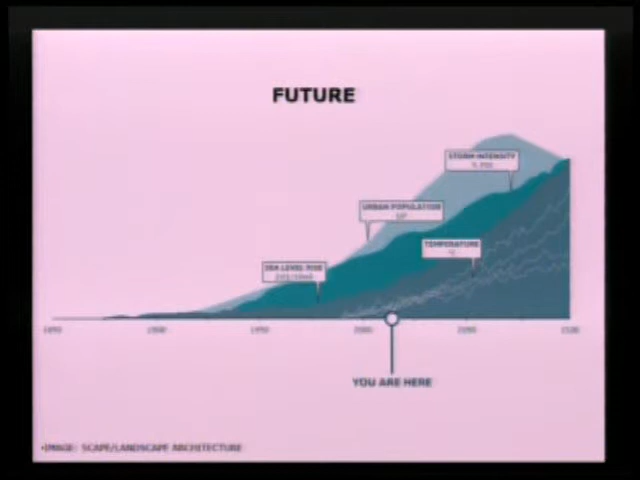 FUTURE
STORM INTENSITY
URBAN POPULATION
TEMPERATURE
°C
SEA LEVEL RISE
1900
1950
2000
2050
2100
YOU ARE HERE
•IMAGE: SCAPE/LANDSCAPE ARCHITECTURE